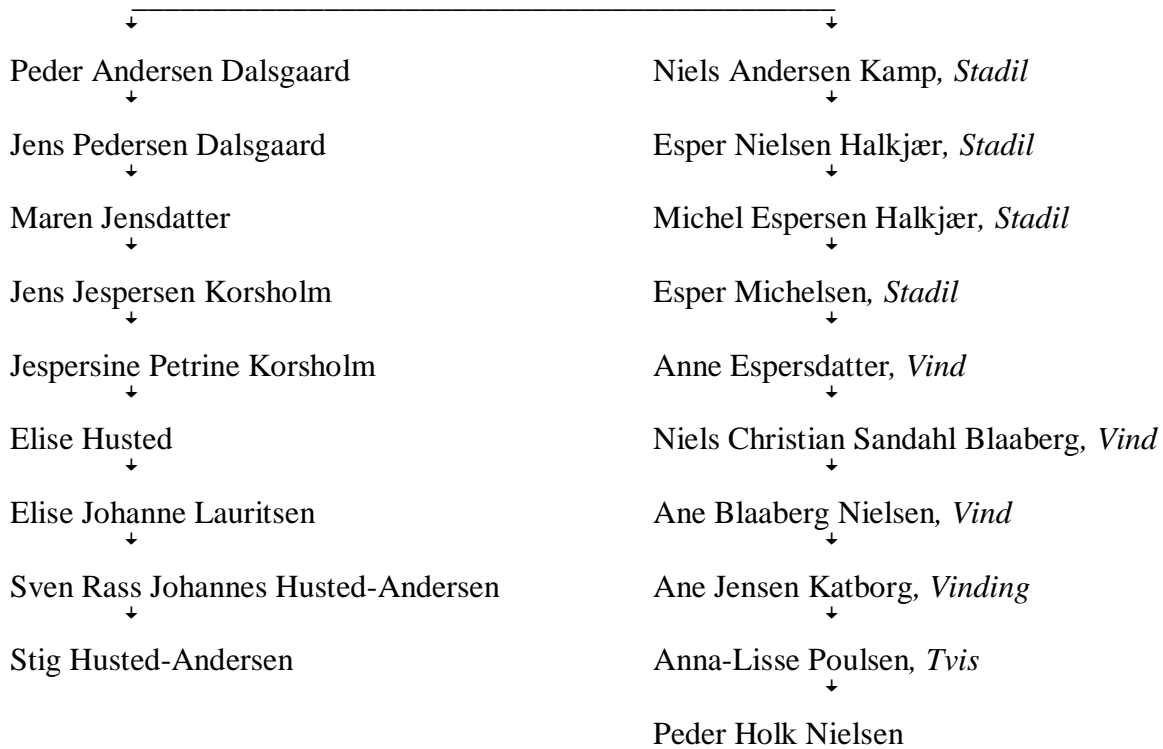 Peder Andersen Dalsgaard
Niels Andersen Kamp, Stadil
Jens Pedersen Dalsgaard
Esper Nielsen Halkjær, Stadil
Maren Jensdatter
Michel Espersen Halkjær, Stadil
Jens Jespersen Korsholm
Esper Michelsen, Stadil
Jespersine Petrine Korsholm
Anne Espersdatter, Vind
Elise Husted
Niels Christian Sandahl Blaaberg, Vind
Elise Johanne Lauritsen
Ane Blaaberg Nielsen, Vind
Sven Rass Johannes Husted-Andersen
Ane Jensen Katborg, Vinding
Stig Husted-Andersen
Anna-Lisse Poulsen, Tvis
Peder Holk Nielsen